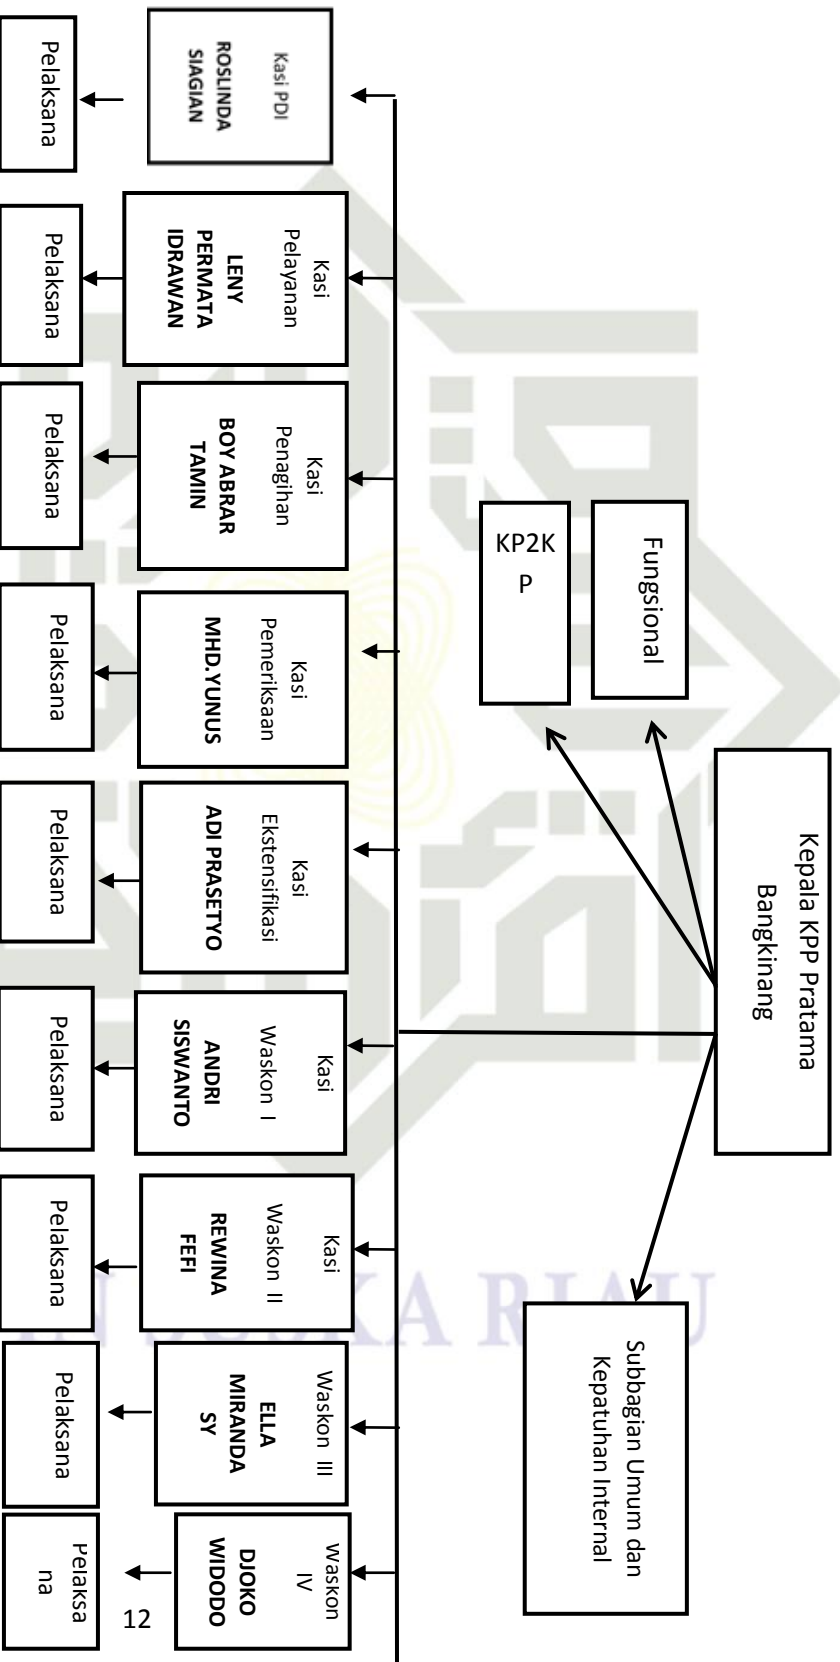 Kepala KPP Pratama
Bangkinang
Fungsional
KP2K
P
Subbagian Umum dan
Kepatuhan Internal
Kasi PDI
ROSLINDA
SIAGIAN
Kasi
Pelayanan
LENY
PERMATA
IDRAWAN
Kasi
Penagihan
BOY ABRAR
TAMIN
Kasi
Pemeriksaan
MHD.YUNUS
Kasi
Ekstensifikasi
ADI PRASETYO
Kasi
Waskon I
ANDRI
SISWANTO
Kasi
Waskon II
REWINA
FEFI
Waskon III
ELLA
MIRANDA
SY
Waskon
IV
DJOKO
WIDODO
Pelaksana
Pelaksana
Pelaksana
Pelaksana
Pelaksana
Pelaksana
Pelaksana
Pelaksana
Pelaksa
na
12
KA RIAU